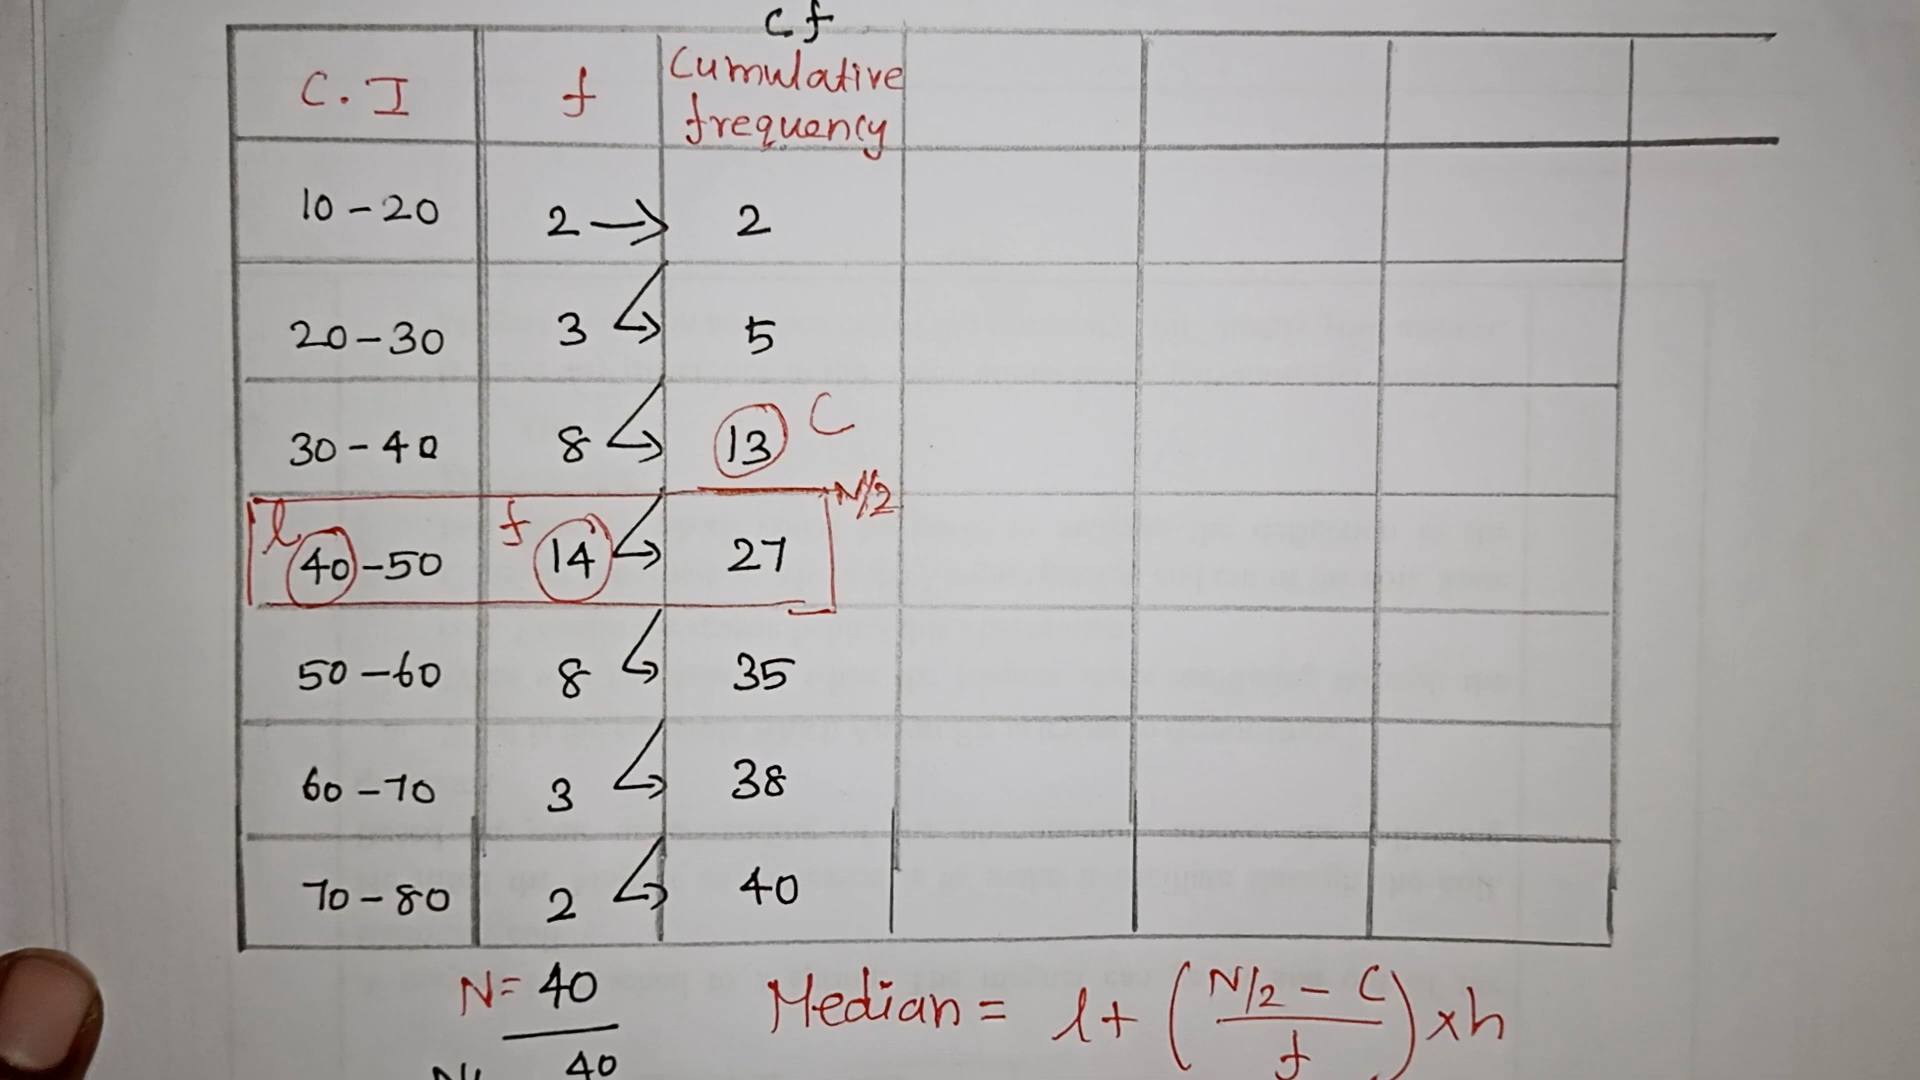 cf
C.I f Cumulative frequency
10-20 2 2
20-30 3 5
30-40 8 13 C
N/2
l 40-50 f 14 27
50-60 8 35
60-70 3 38
70-80 2 40
N= 40
Median = l+ (N/2 - C / f) xh
40